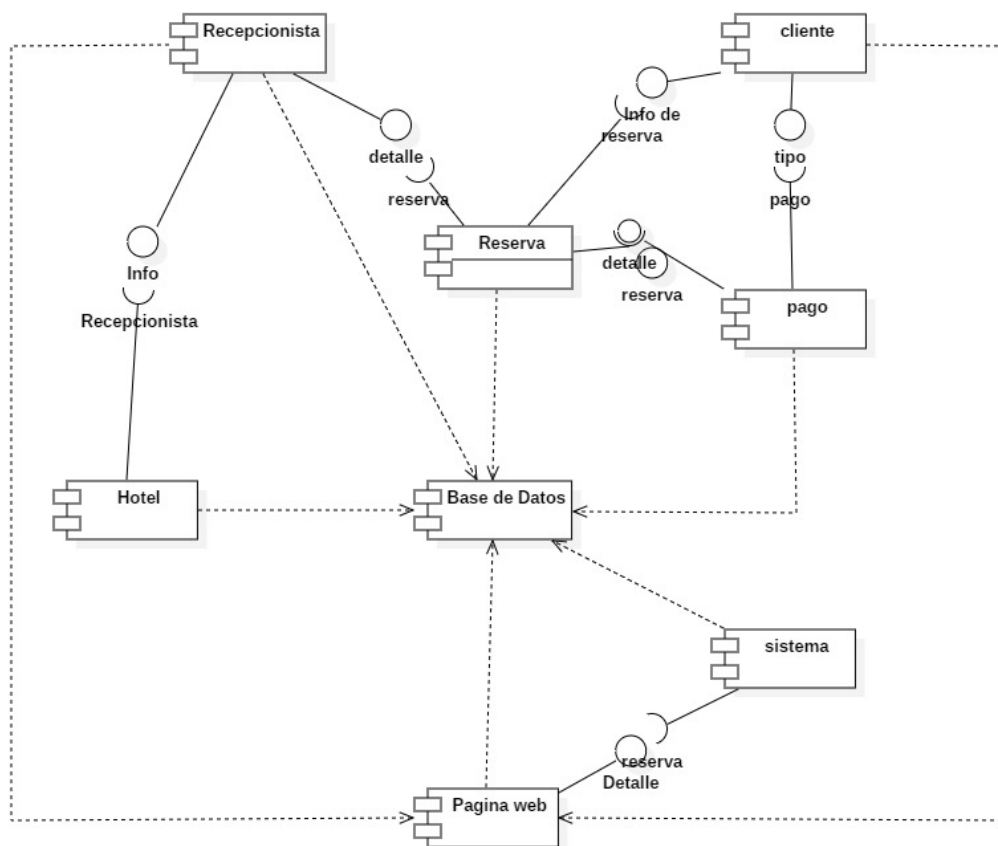 Recepcionista
cliente
Info de
reserva
detalle
reserva
tipo
pago
Reserva
detalle
reserva
Info
Recepcionista
pago
Hotel
Base de Datos
sistema
reserva
Detalle
Pagina web